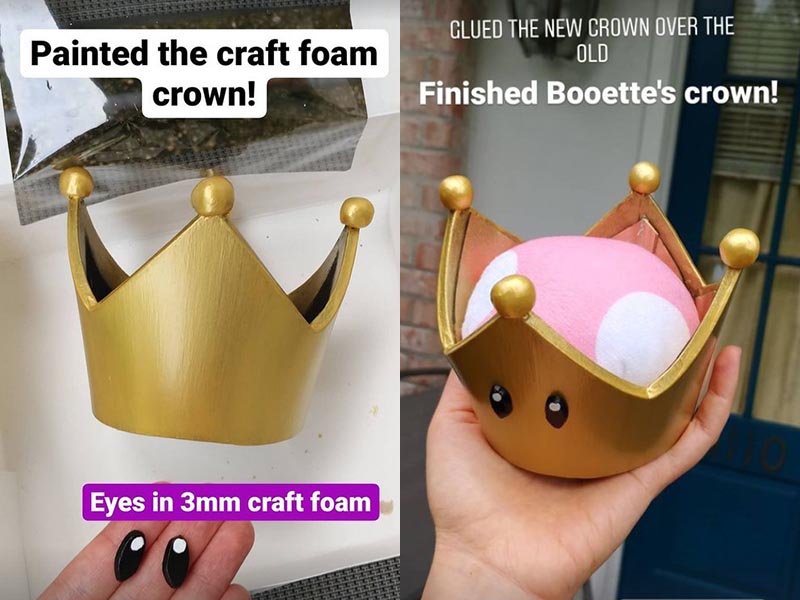 Painted the craft foam
crown!
Eyes in 3mm craft foam
GLUED THE NEW CROWN OVER THE
OLD
Finished Booette's crown!